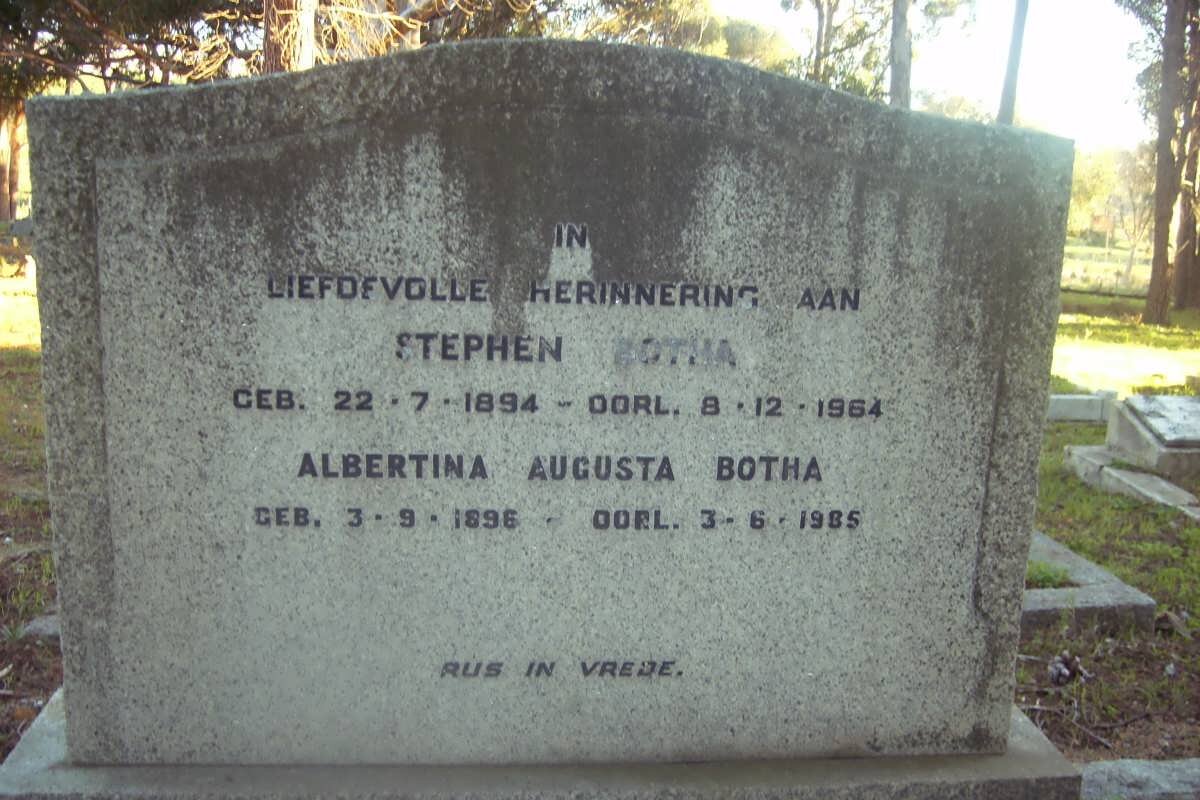 IN
LIEFDEVOLLE HERINNERING AAN
STEPHEN BOTHA
GEB. 22 · 7 · 1894 - OORL. 8 · 12 · 1964
ALBERTINA AUGUSTA BOTHA
GEB. 3 · 9 · 1896 - OORL. 3 · 6 · 1985
RUS IN VREDE.